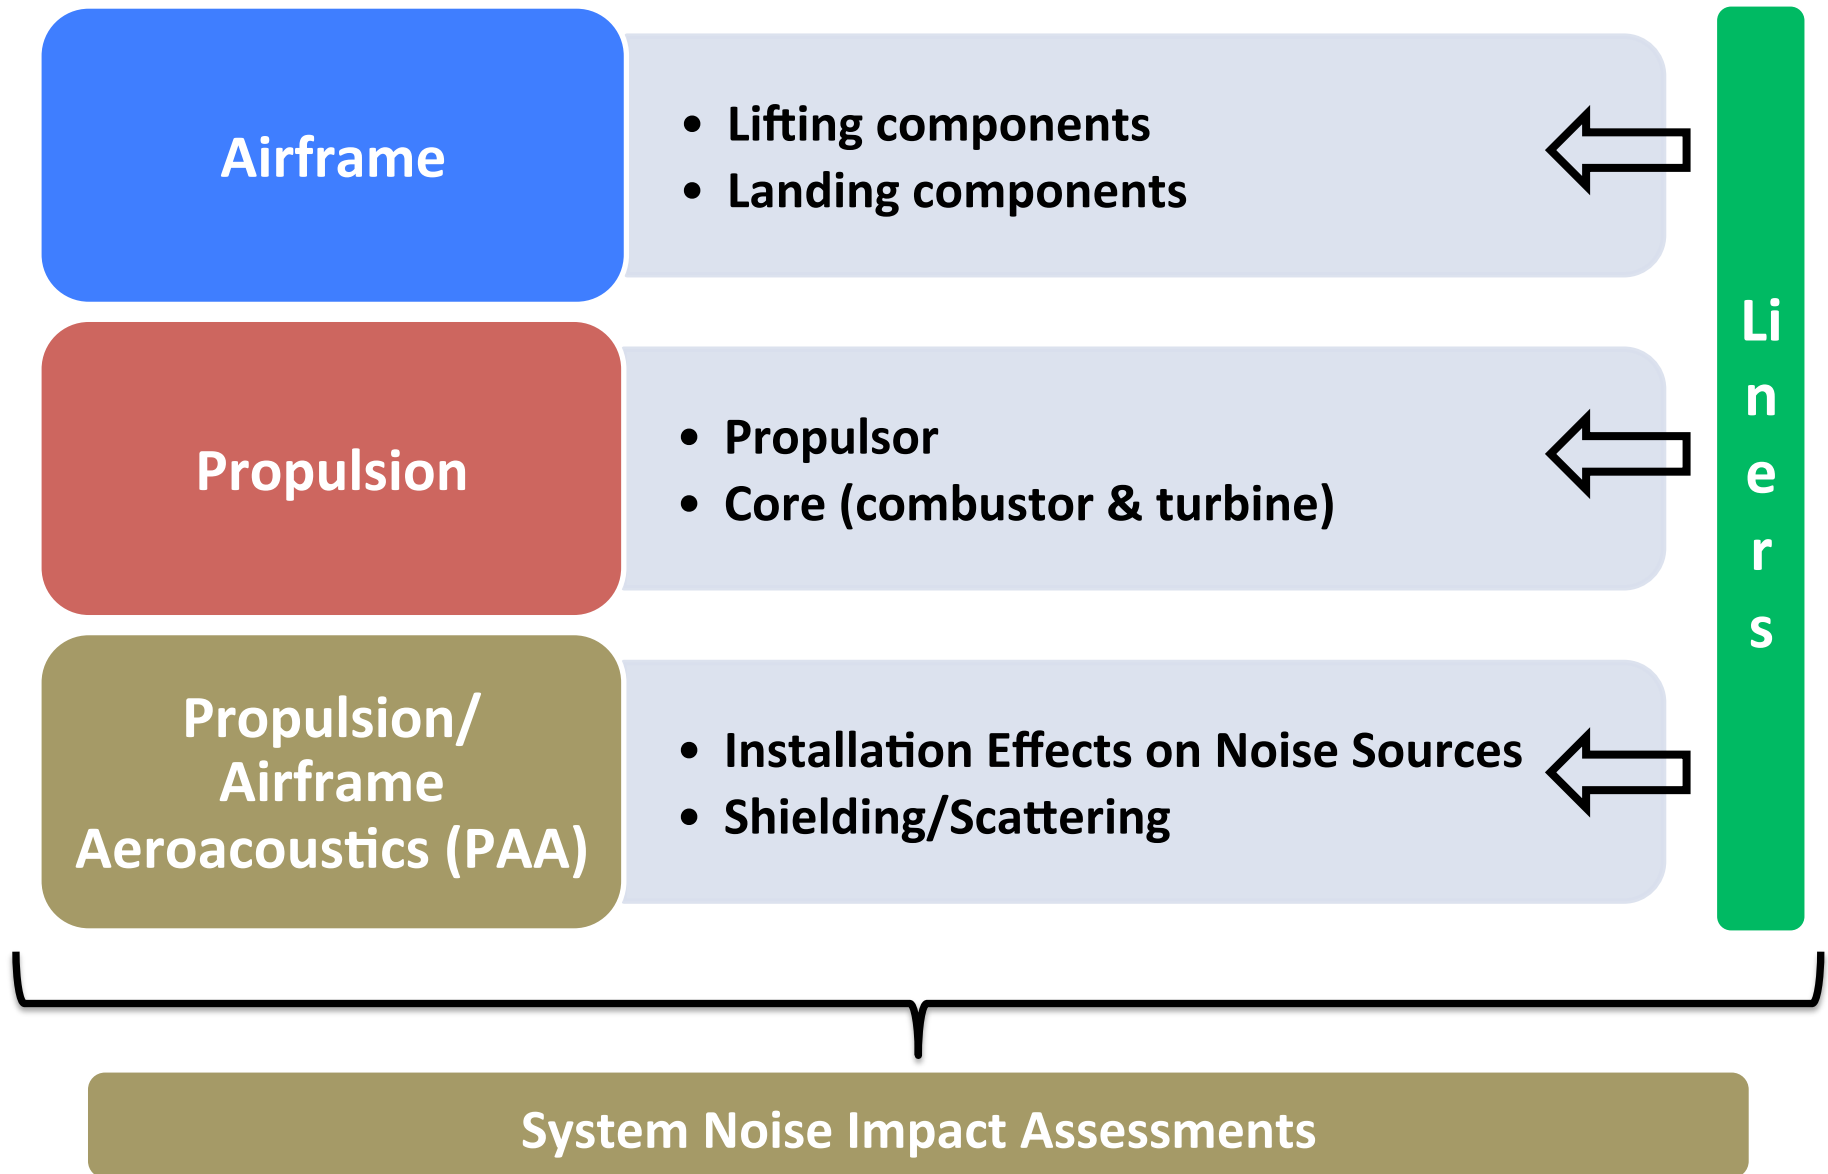 Airframe
• Lifting components
• Landing components
Propulsion
• Propulsor
• Core (combustor & turbine)
Propulsion/
Airframe
Aeroacoustics (PAA)
• Installation Effects on Noise Sources
• Shielding/Scattering
Li
n
e
r
s
System Noise Impact Assessments